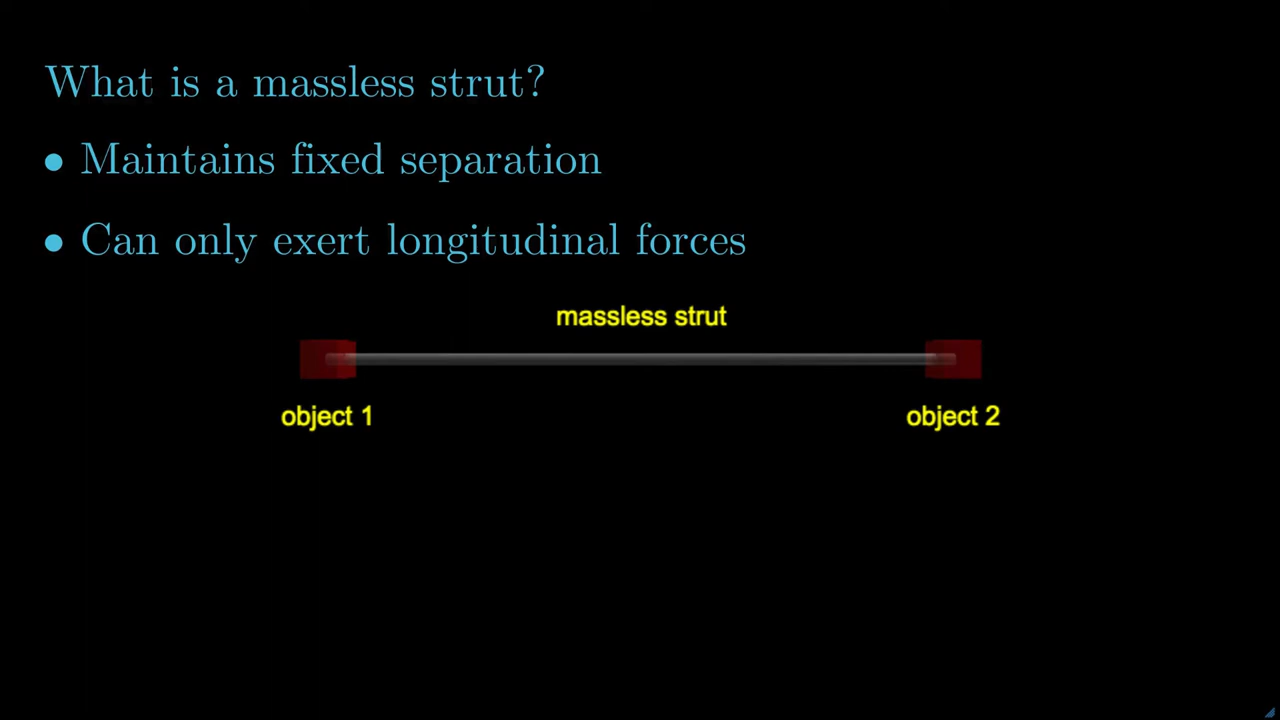 What is a massless strut?
• Maintains fixed separation
• Can only exert longitudinal forces
massless strut
object 1
object 2